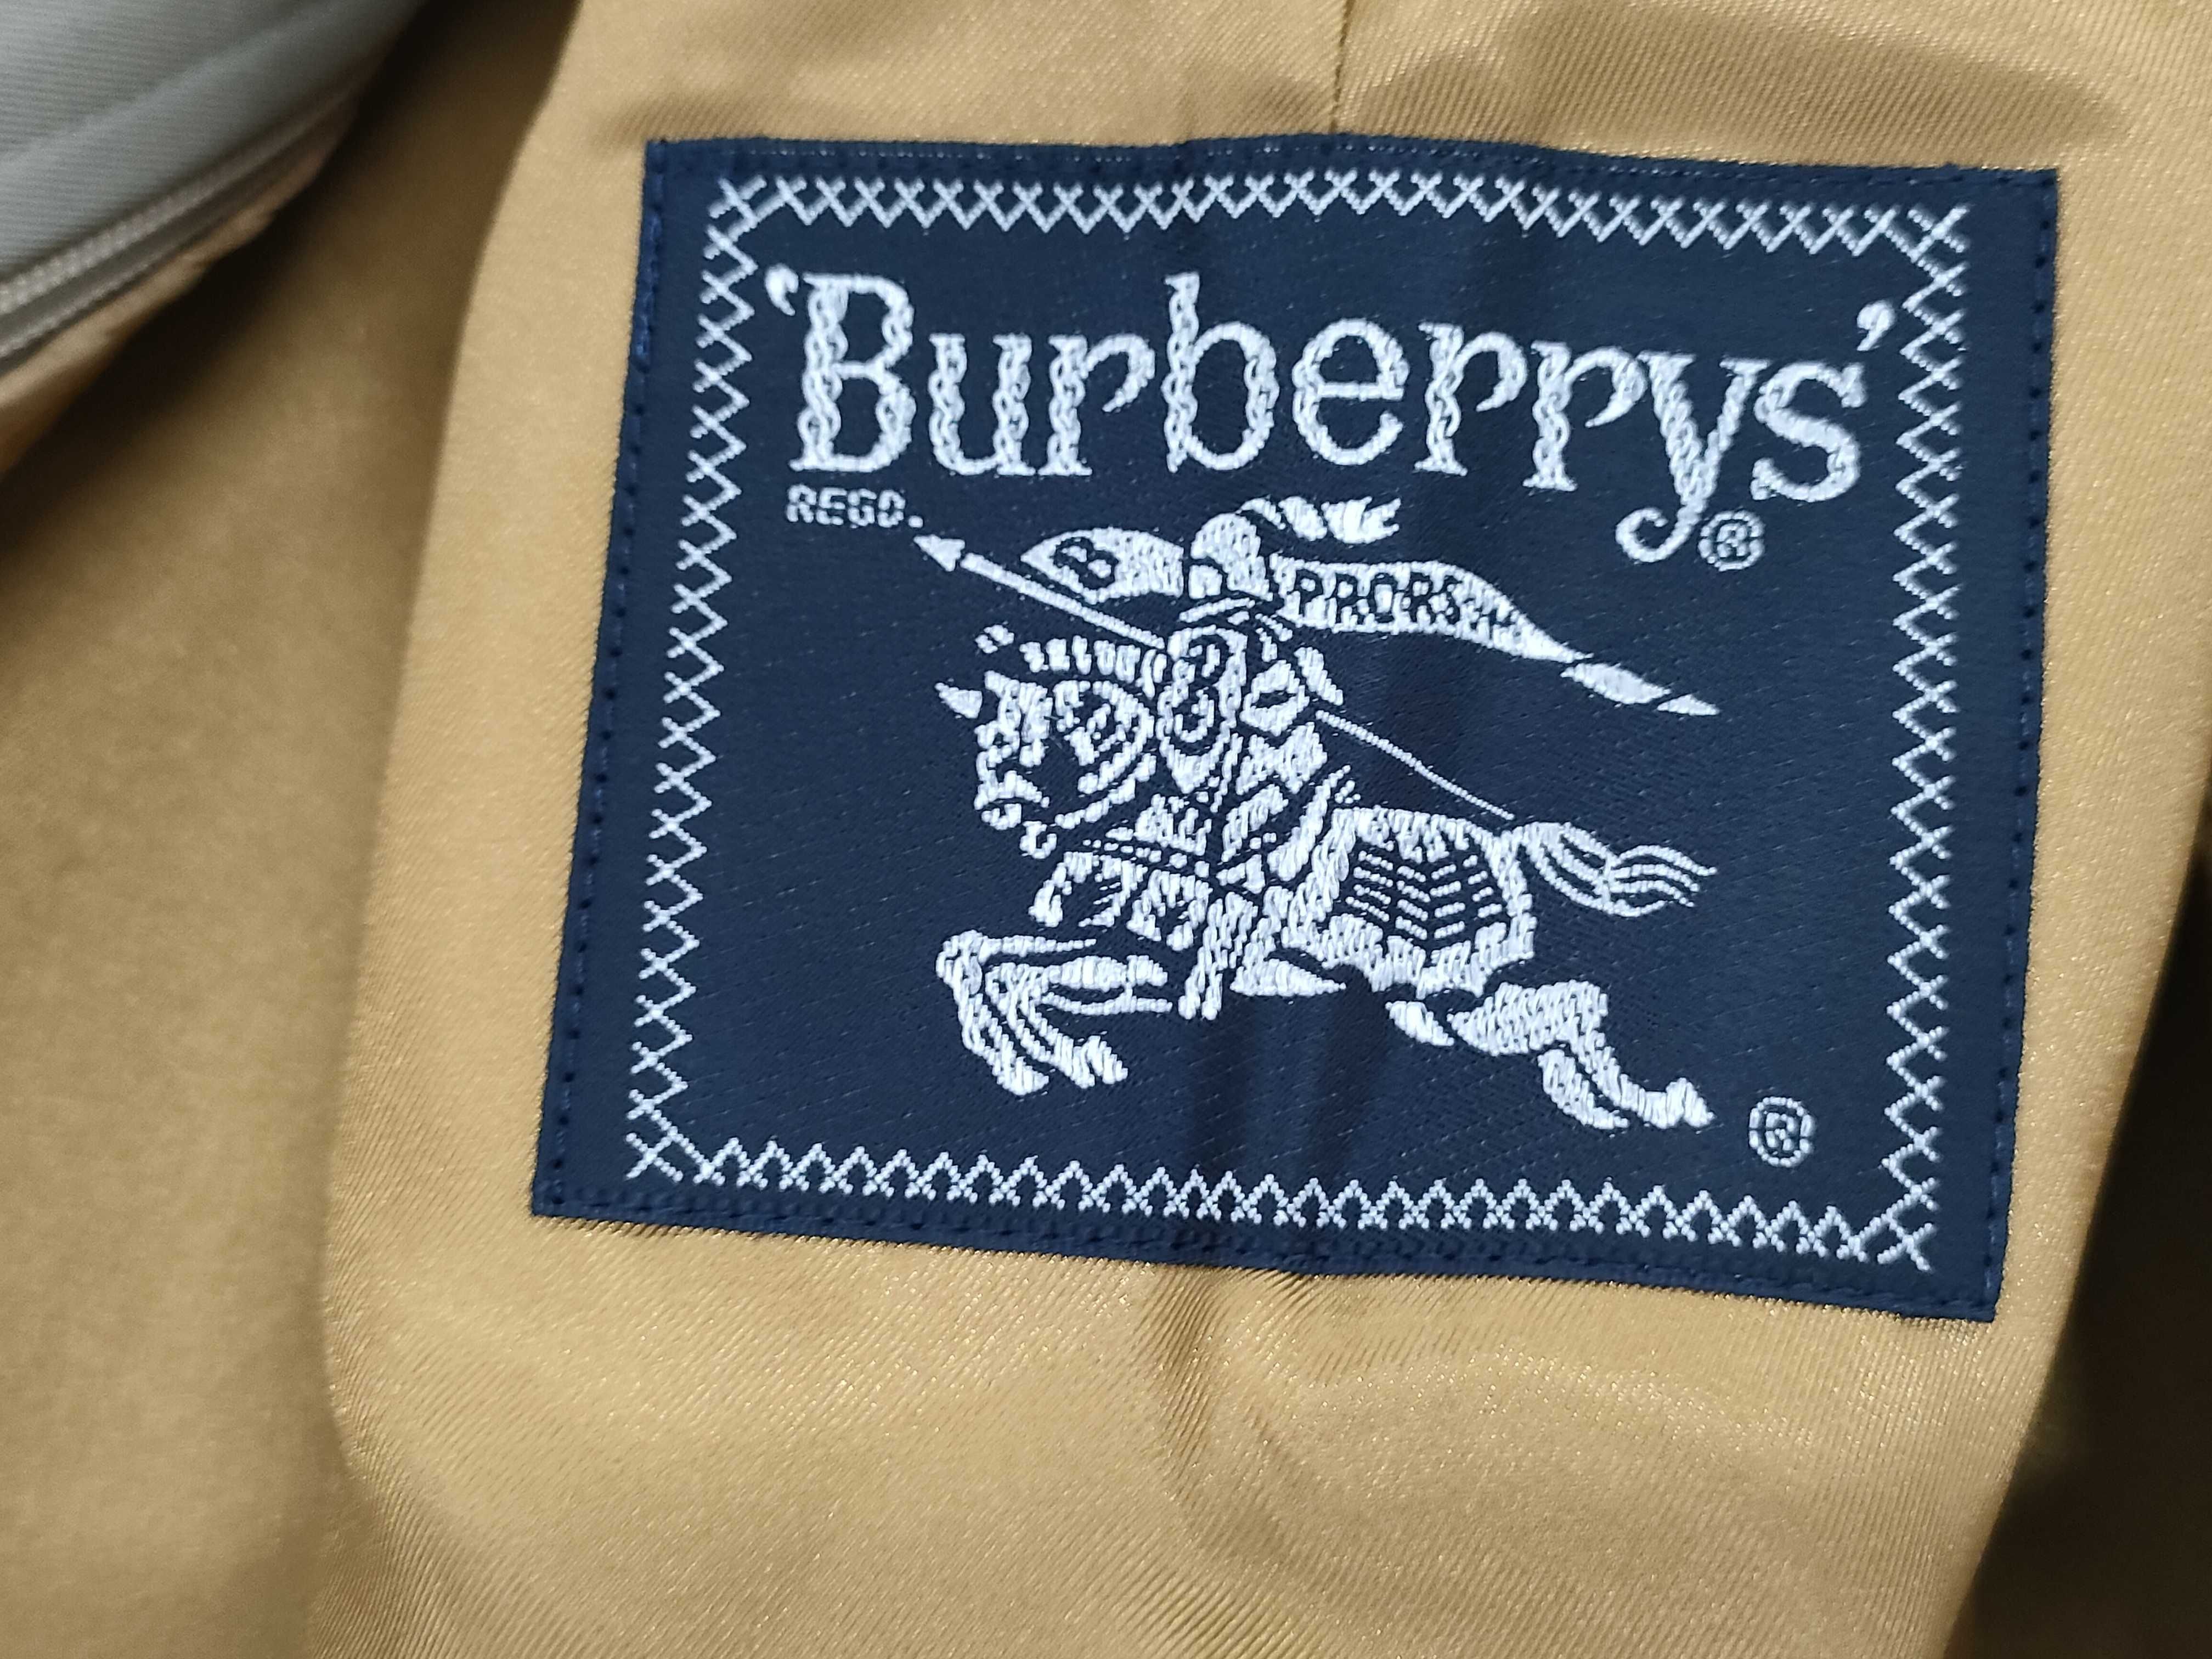 'Burberrys'®
REGD.
B PRORSUM
B
®